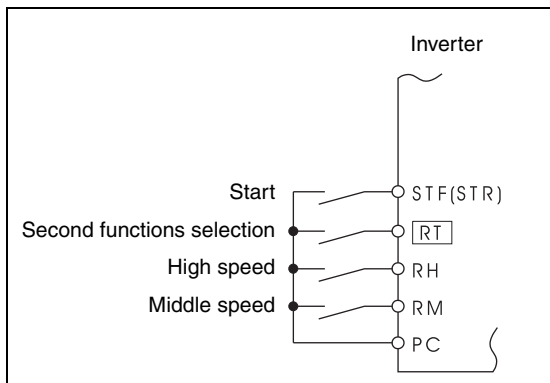 Inverter
Start STF(STR)
Second functions selection RT
High speed RH
Middle speed RM
PC